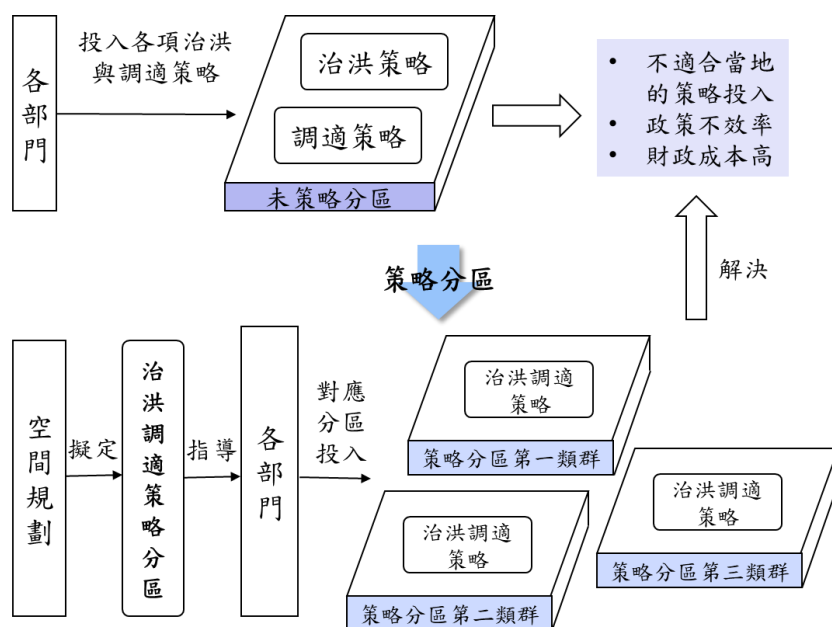 各部門
投入各項治洪
與調適策略
治洪策略
調適策略
未策略分區
• 不適合當地
的策略投入
• 政策不效率
• 財政成本高
策略分區
解決
空間規劃
擬定
治洪調適策略分區
指導
各部門
對應
分區
投入
治洪調適
策略
策略分區第一類群
治洪調適
策略
策略分區第二類群
治洪調適
策略
策略分區第三類群